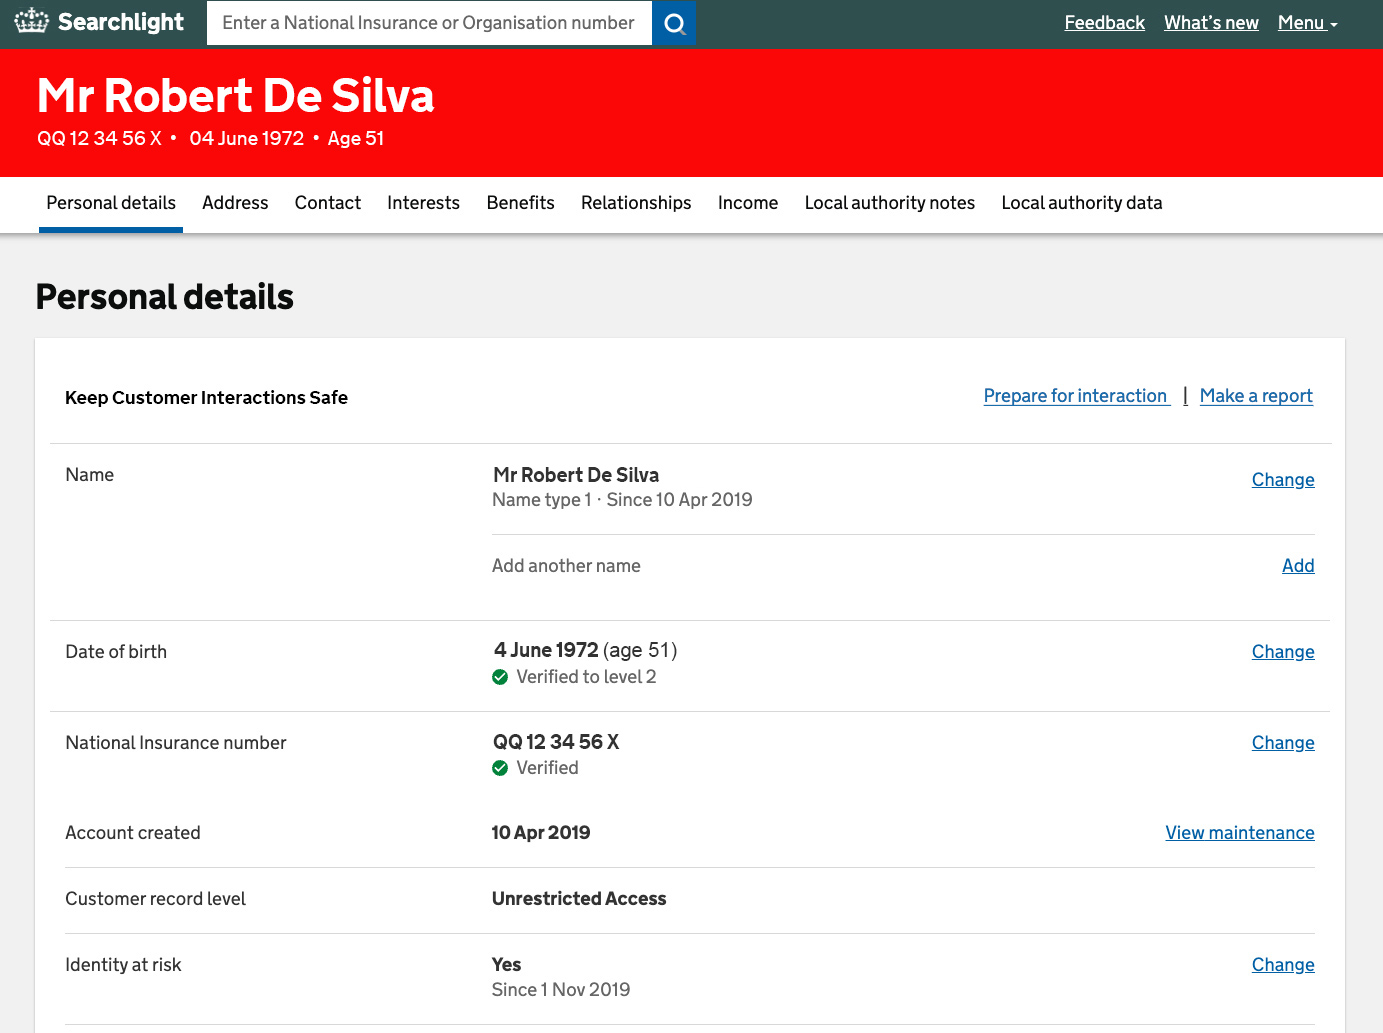 Searchlight
Enter a National Insurance or Organisation number
Feedback What's new Menu
Mr Robert De Silva
QQ 12 34 56 X • 04 June 1972 • Age 51
Personal details Address Contact Interests Benefits Relationships Income Local authority notes Local authority data
Personal details
Keep Customer Interactions Safe Prepare for interaction | Make a report
Name Mr Robert De Silva Change
Name type 1 · Since 10 Apr 2019
Add another name Add
Date of birth 4 June 1972 (age 51) Change
Verified to level 2
National Insurance number QQ 12 34 56 X Change
Verified
Account created 10 Apr 2019 View maintenance
Customer record level Unrestricted Access
Identity at risk Yes Change
Since 1 Nov 2019